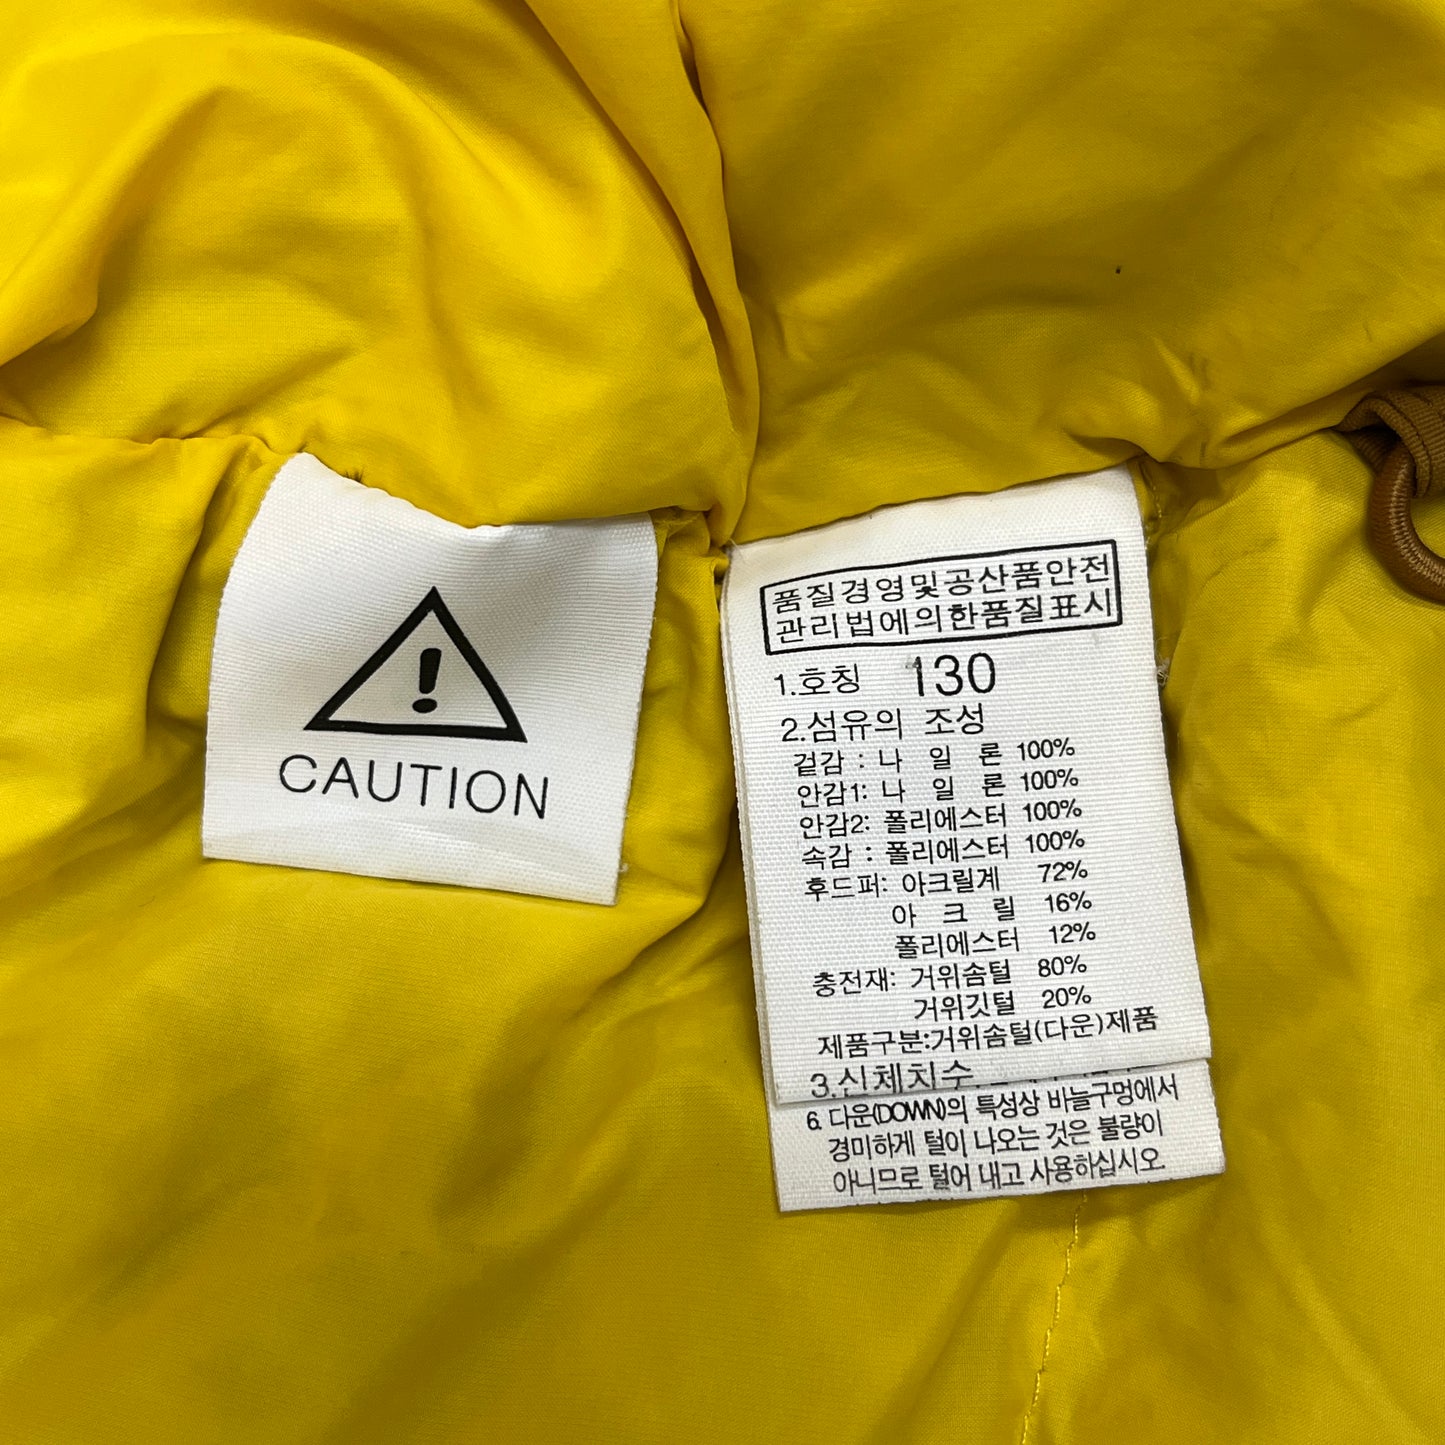 !
CAUTION
품질경영및공산품안전
관리법에의한품질표시
1.호칭 130
2.섬유의 조성
겉감 : 나 일 론 100%
안감1: 나 일 론 100%
안감2: 폴리에스터 100%
속감 : 폴리에스터 100%
후드퍼: 아크릴계 72%
아 크 릴 16%
폴리에스터 12%
충전재: 거위솜털 80%
거위깃털 20%
제품구분:거위솜털(다운)제품
3.신체치수
6. 다운(DOWN)의 특성상 바늘구멍에서
경미하게 털이 나오는 것은 불량이
아니므로 털어 내고 사용하십시오.